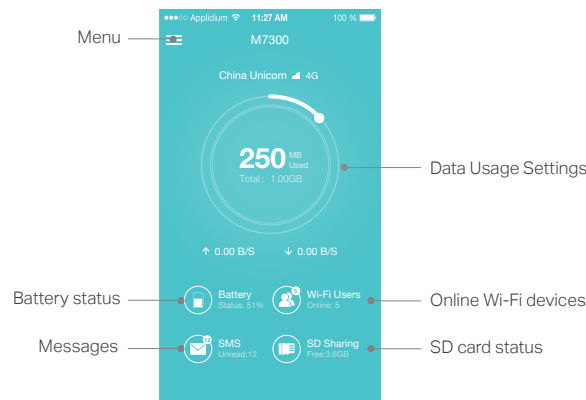 Applidium 11:27 AM 100 %
Menu
M7300
China Unicom 4G
250 MB
Used
Total: 1.00GB
Data Usage Settings
0.00 B/S 0.00 B/S
Battery status
Battery
Status: 51%
5
Wi-Fi Users
Online: 5
Online Wi-Fi devices
Messages
12
SMS
Unread:12
SD Sharing
Free:3.6GB
SD card status